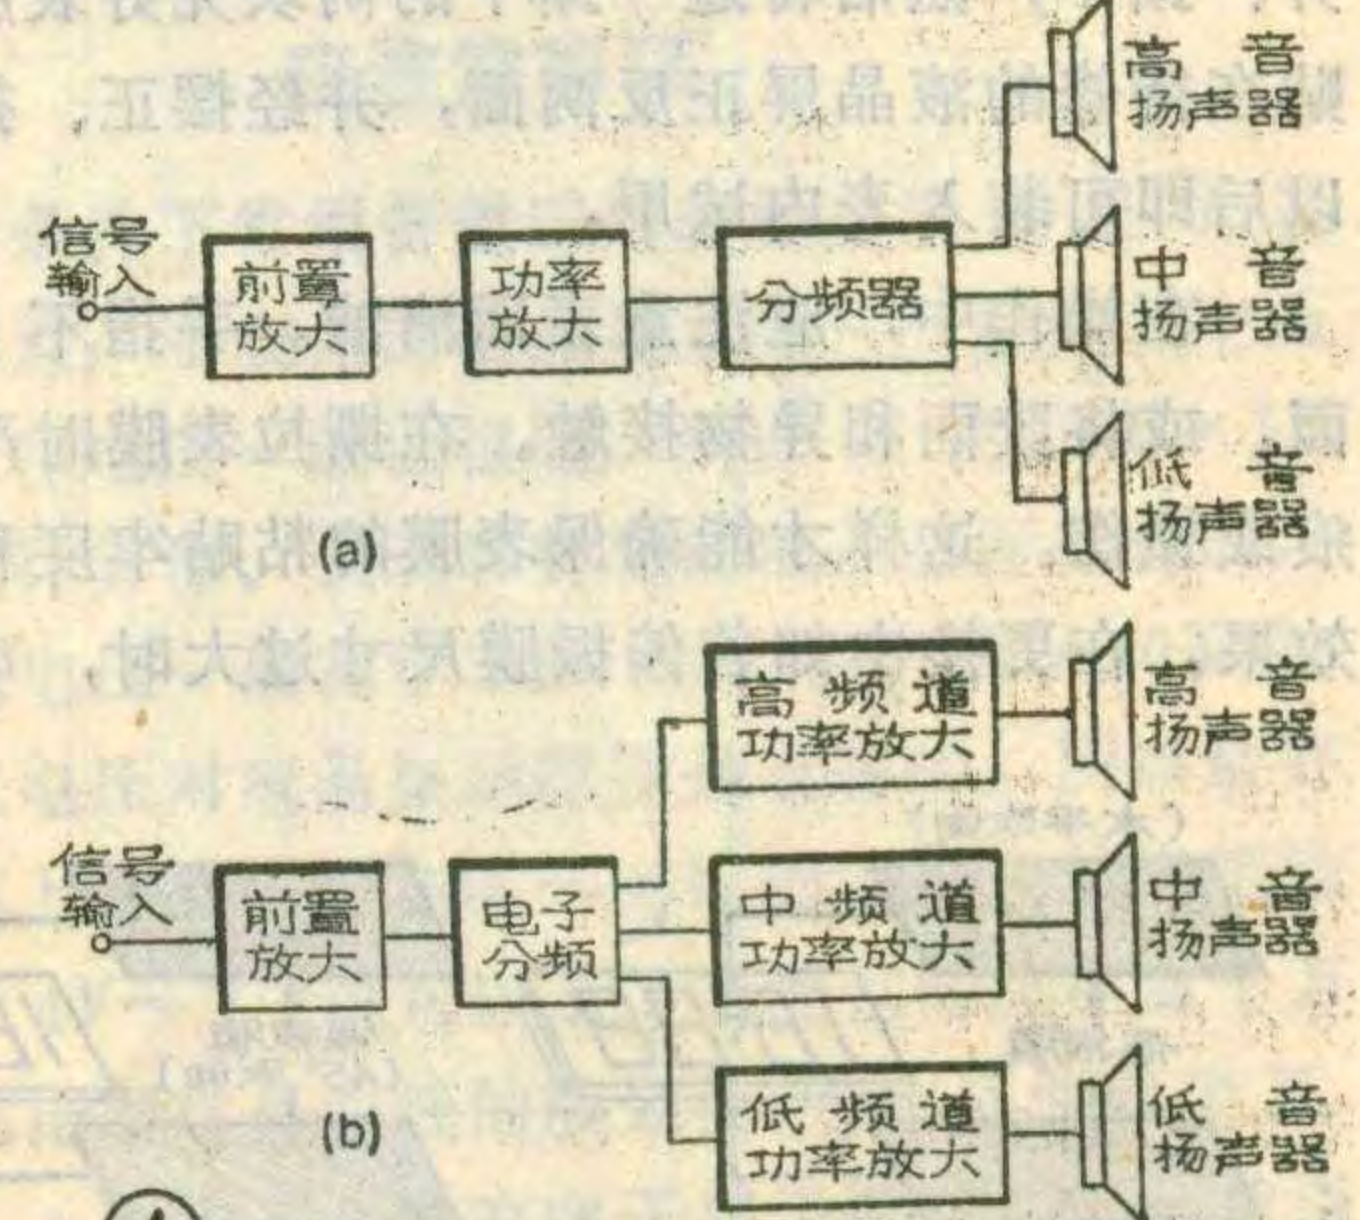 信号
输入
前置
放大
功率
放大
分频器
高 音
扬声器
中 音
扬声器
低 音
扬声器
(a)
信号
输入
前置
放大
电子
分频
高 频 道
功率放大
中 频 道
功率放大
低 频 道
功率放大
高 音
扬声器
中 音
扬声器
低 音
扬声器
(b)